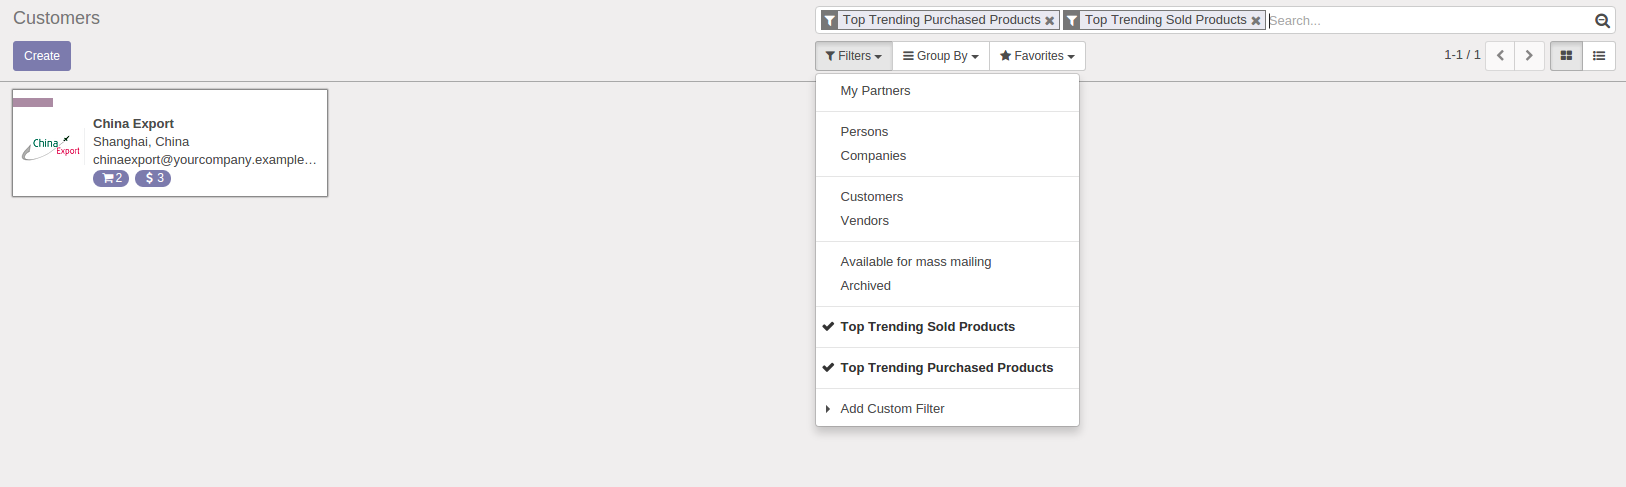 Customers
Top Trending Purchased Products
Top Trending Sold Products
Search...
Create
Filters
Group By
Favorites
1-1 / 1
China Export
China Export
Shanghai, China
chinaexport@yourcompany.example…
2
$ 3
My Partners
Persons
Companies
Customers
Vendors
Available for mass mailing
Archived
Top Trending Sold Products
Top Trending Purchased Products
Add Custom Filter